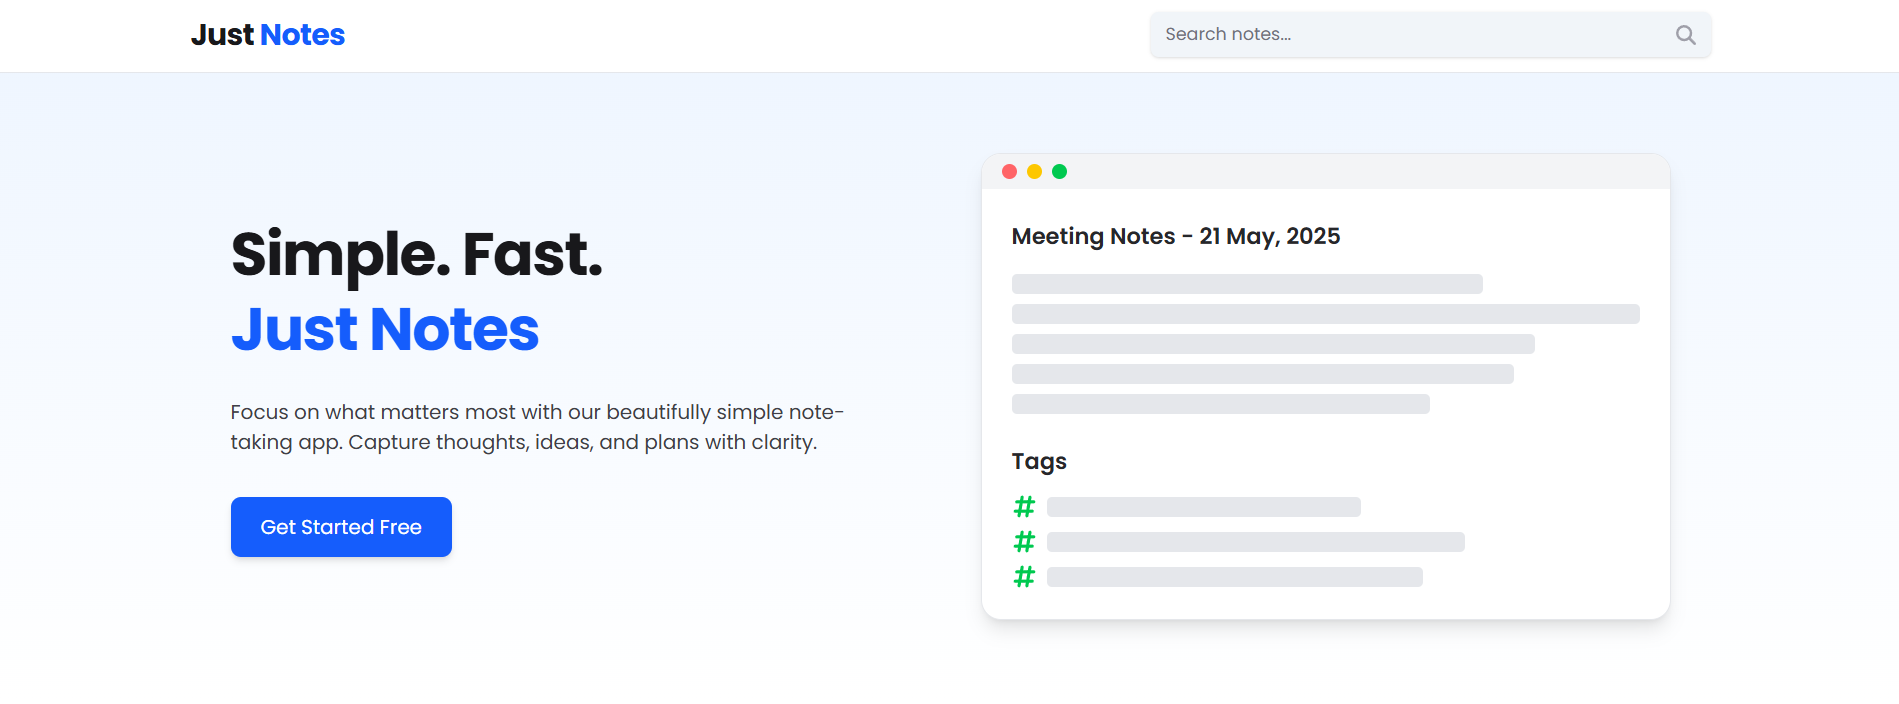 Just Notes
Search notes...
Simple. Fast.
Just Notes
Focus on what matters most with our beautifully simple note-
taking app. Capture thoughts, ideas, and plans with clarity.
Get Started Free
Meeting Notes - 21 May, 2025
Tags
#
#
#